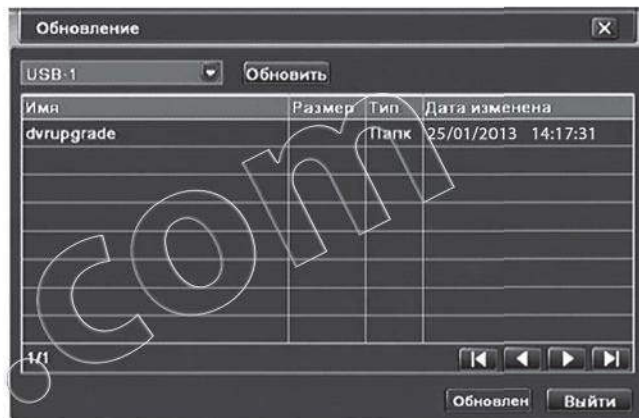 Обновление
USB-1 Обновить
Имя Размер Тип Дата изменена
dvrupgrade Папк 25/01/2013 14:17:31
1/1
Обновлен Выйти
.com